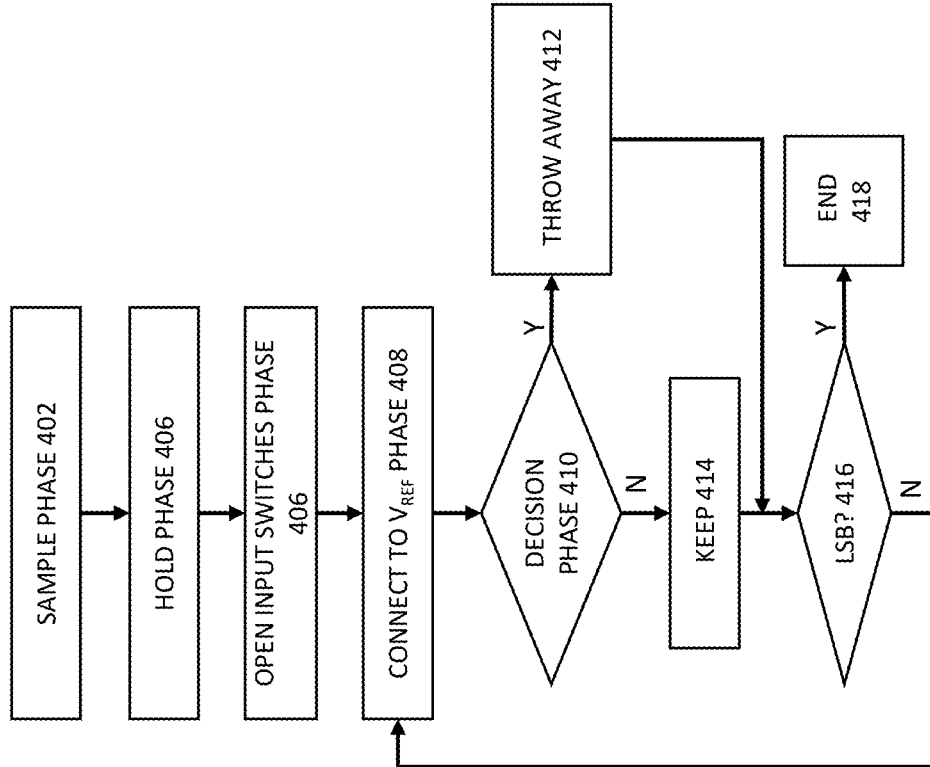 SAMPLE PHASE 402
HOLD PHASE 406
OPEN INPUT SWITCHES PHASE
406
CONNECT TO VREF PHASE 408
DECISION
PHASE 410
Y
THROW AWAY 412
N
KEEP 414
LSB? 416
Y
END
418
N